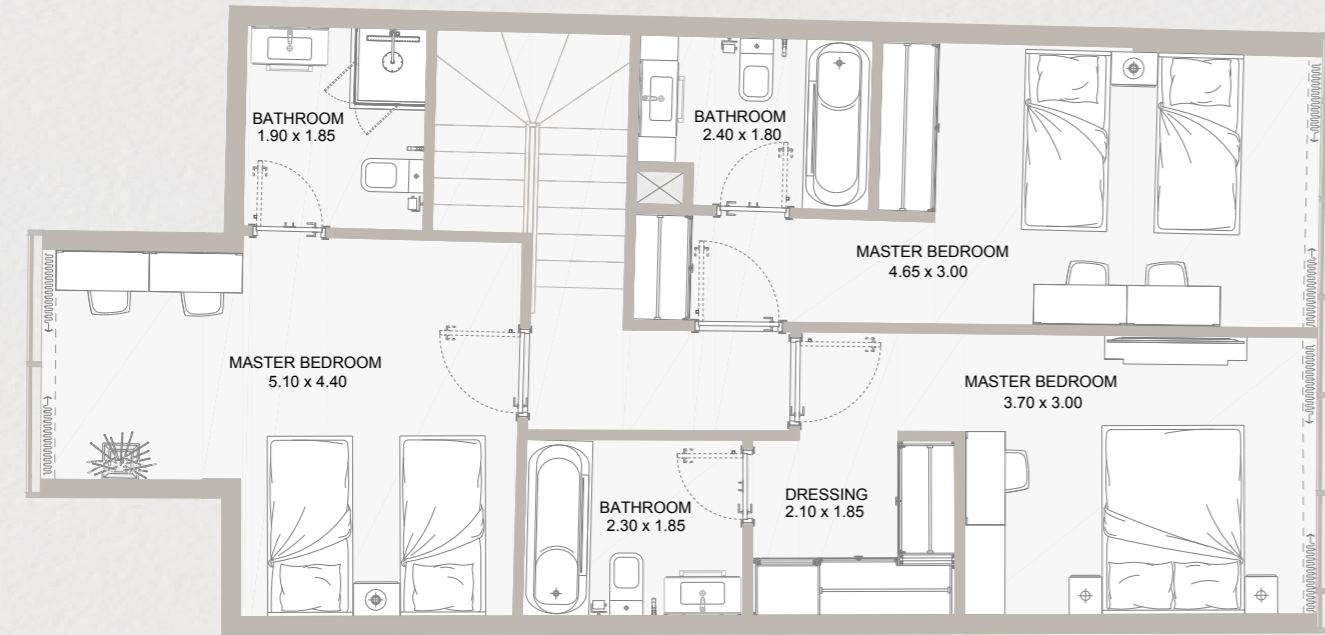 BATHROOM
1.90 x 1.85
BATHROOM
2.40 x 1.80
MASTER BEDROOM
4.65 x 3.00
MASTER BEDROOM
5.10 x 4.40
MASTER BEDROOM
3.70 x 3.00
BATHROOM
2.30 x 1.85
DRESSING
2.10 x 1.85